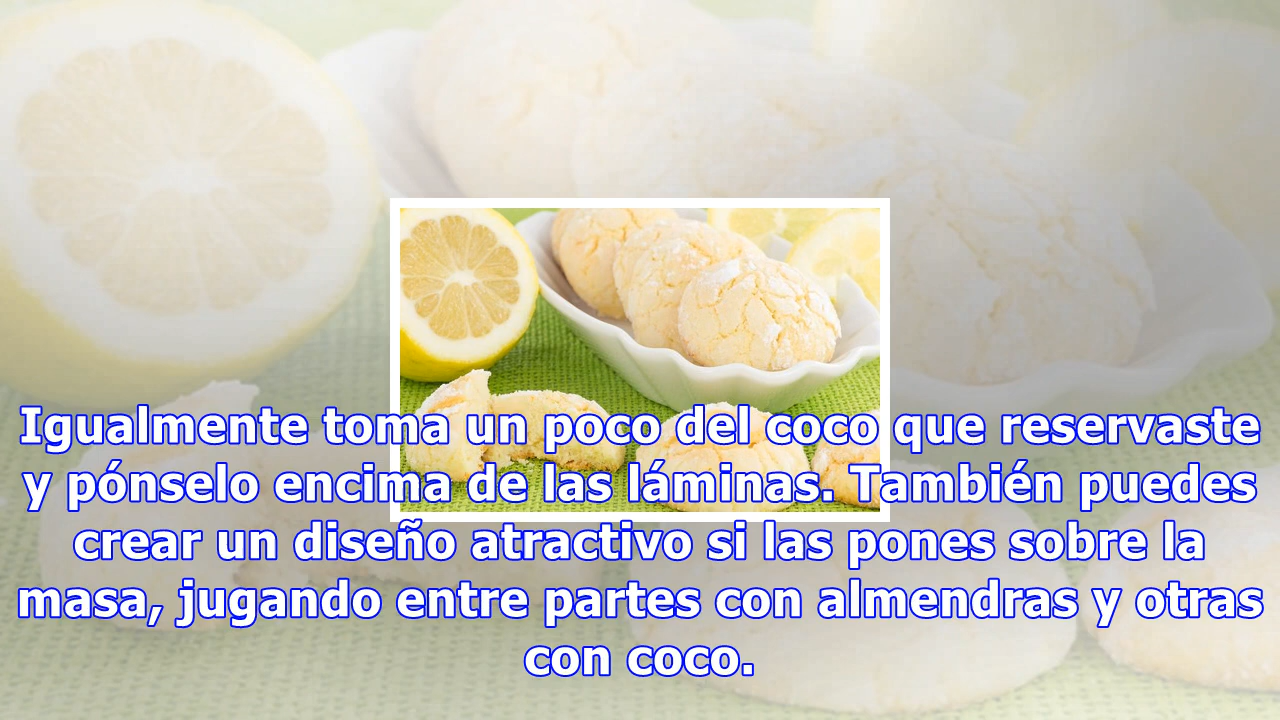 Igualmente toma un poco del coco que reservaste
y pónselo encima de las láminas. También puedes
crear un diseño atractivo si las pones sobre la
masa, jugando entre partes con almendras y otras
con coco.